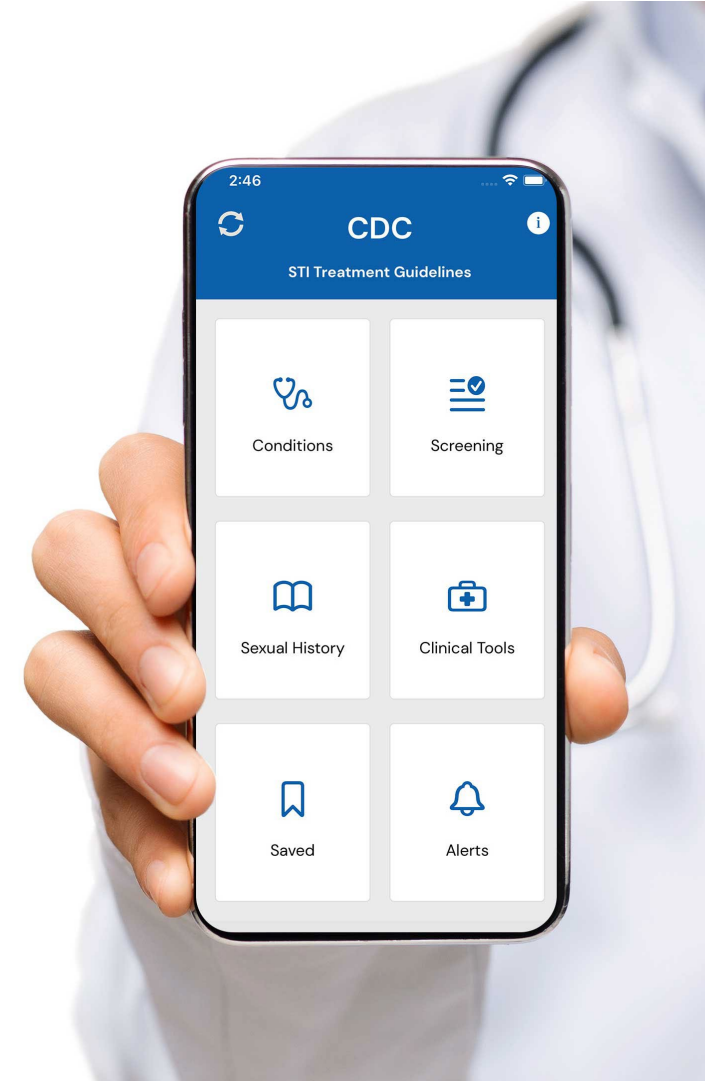 2:46
CDC
STI Treatment Guidelines
Conditions
Screening
Sexual History
Clinical Tools
Saved
Alerts